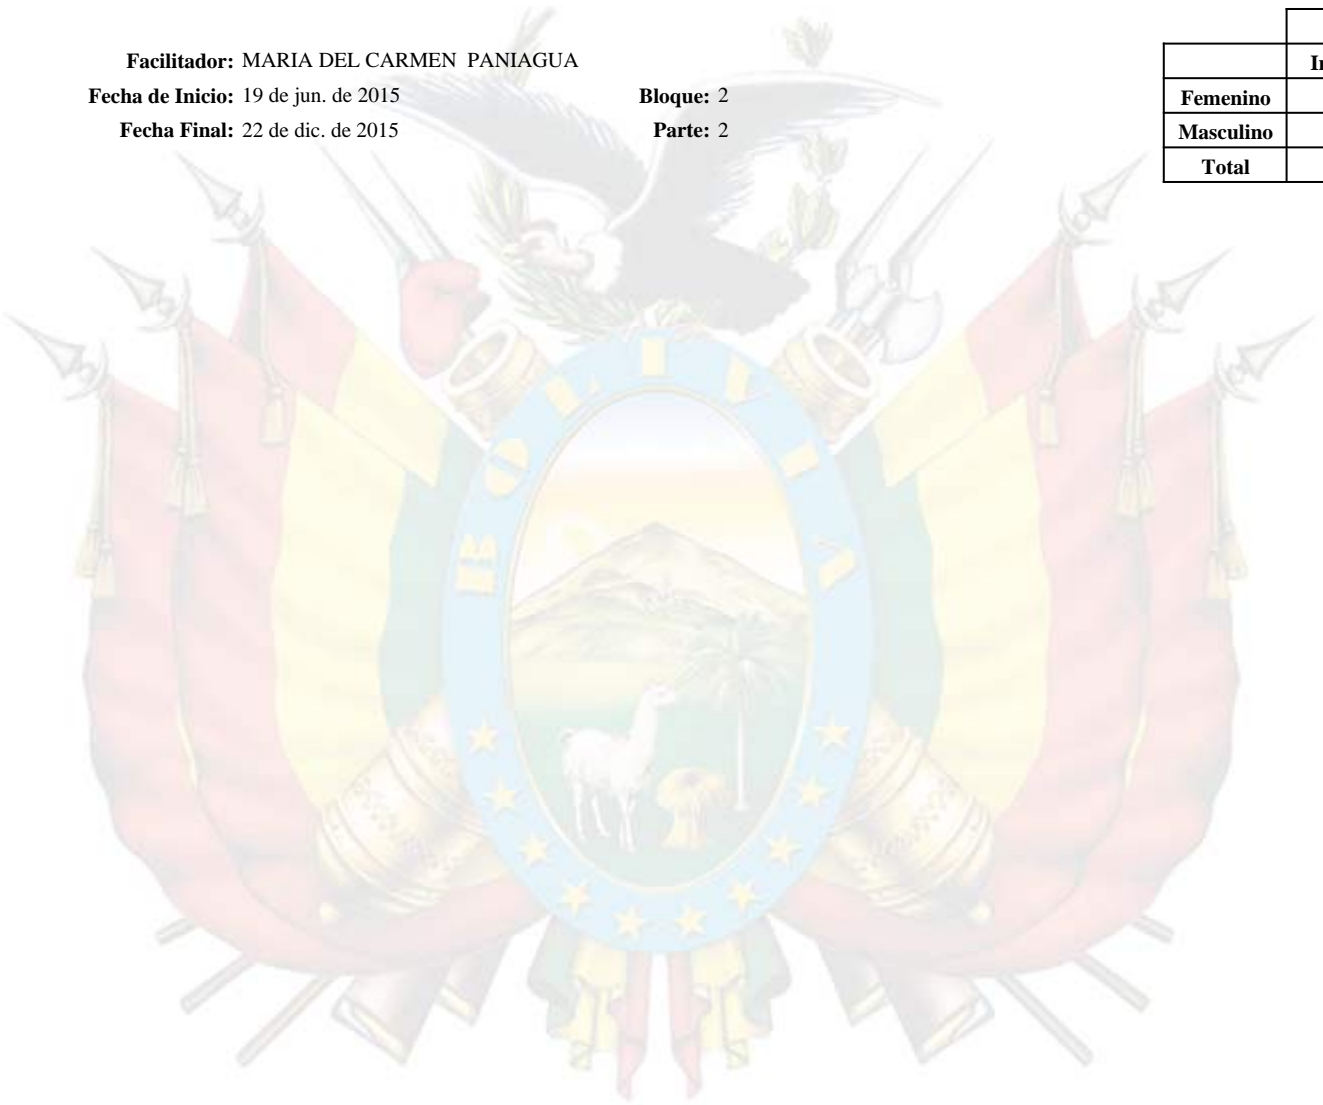 Facilitador: MARIA DEL CARMEN PANIAGUA
Fecha de Inicio: 19 de jun. de 2015 Bloque: 2
Fecha Final: 22 de dic. de 2015 Parte: 2
Femenino
Masculino
Total
BOLIVIA